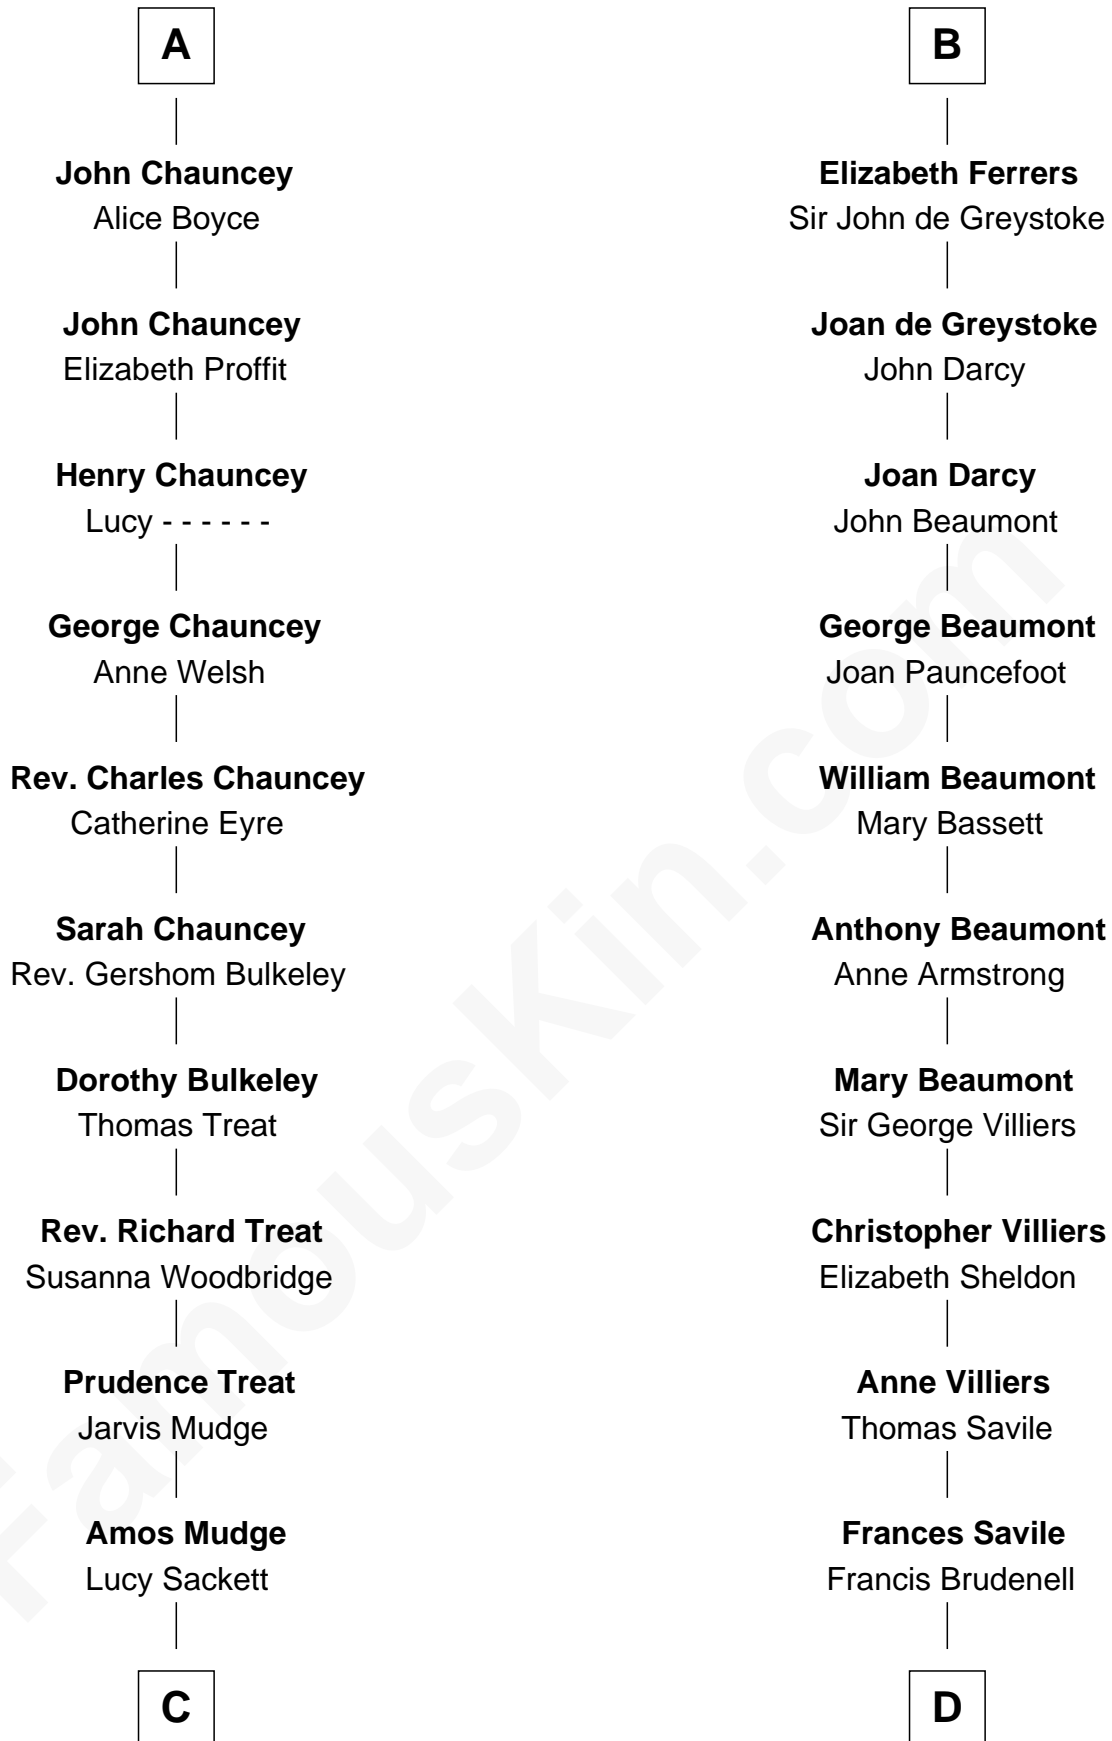 A
John Chauncey
Alice Boyce
John Chauncey
Elizabeth Proffit
Henry Chauncey
Lucy - - - - - -
George Chauncey
Anne Welsh
Rev. Charles Chauncey
Catherine Eyre
Sarah Chauncey
Rev. Gershom Bulkeley
Dorothy Bulkeley
Thomas Treat
Rev. Richard Treat
Susanna Woodbridge
Prudence Treat
Jarvis Mudge
Amos Mudge
Lucy Sackett
C
B
Elizabeth Ferrers
Sir John de Greystoke
Joan de Greystoke
John Darcy
Joan Darcy
John Beaumont
George Beaumont
Joan Pauncefoot
William Beaumont
Mary Bassett
Anthony Beaumont
Anne Armstrong
Mary Beaumont
Sir George Villiers
Christopher Villiers
Elizabeth Sheldon
Anne Villiers
Thomas Savile
Frances Savile
Francis Brudenell
D
FamousKin.com